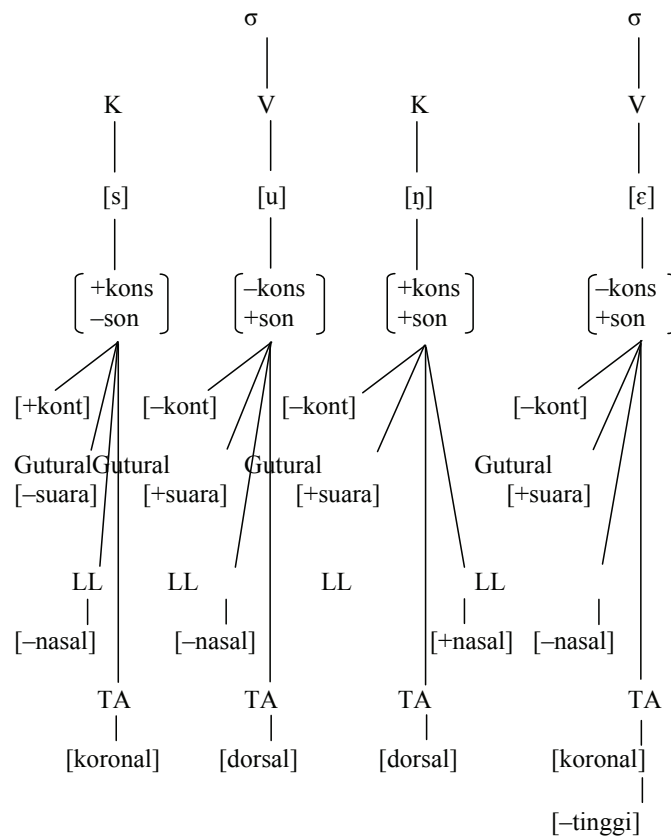 σ σ
K V K V
[s] [u] [ŋ] [ɛ]
+kons –kons +kons –kons
–son +son +son +son
[+kont] [–kont] [–kont] [–kont]
GuturalGutural Gutural Gutural
[–suara] [+suara] [+suara] [+suara]
LL LL LL LL
[–nasal] [–nasal] [+nasal] [–nasal]
TA TA TA TA
[koronal] [dorsal] [dorsal] [koronal]
[–tinggi]